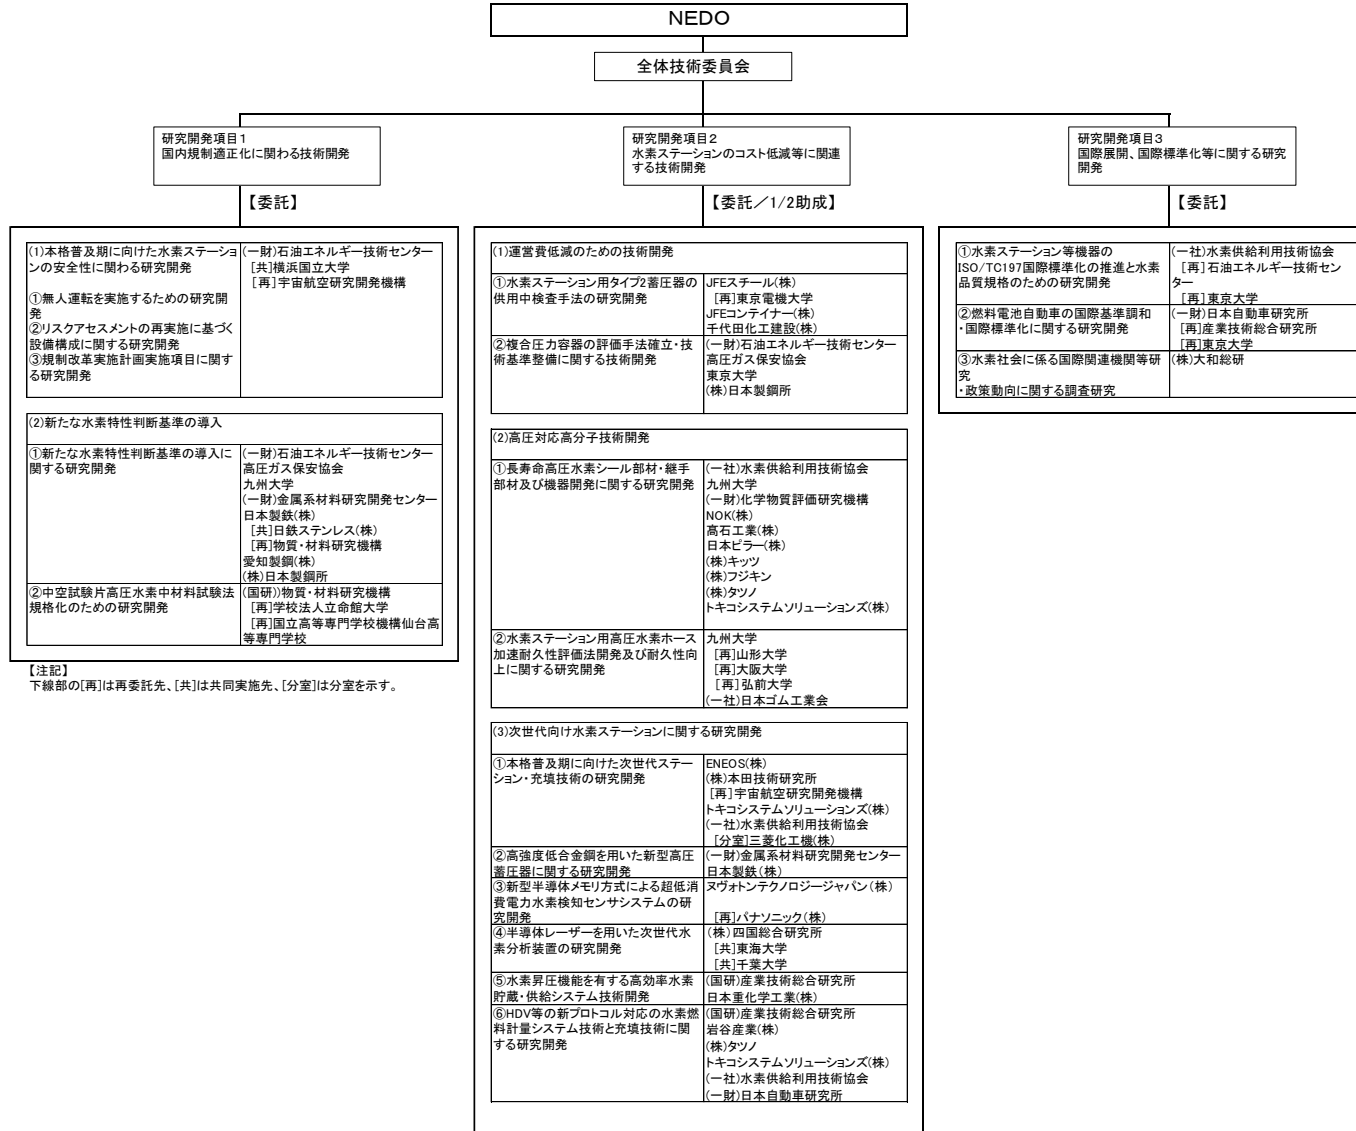 NEDO
全体技術委員会
研究開発項目1
国内規制適正化に関わる技術開発
【委託】
(1)本格普及期に向けた水素ステーショ
ンの安全性に関わる研究開発
①無人運転を実施するための研究開
発
②リスクアセスメントの再実施に基づく
設備構成に関する研究開発
③規制改革実施計画実施項目に関す
る研究開発
(一財)石油エネルギー技術センター
[共]横浜国立大学
[再]宇宙航空研究開発機構
(2)新たな水素特性判断基準の導入
①新たな水素特性判断基準の導入に
関する研究開発
(一財)石油エネルギー技術センター
高圧ガス保安協会
九州大学
(一財)金属系材料研究開発センター
日本製鉄(株)
[共]日鉄ステンレス(株)
[再]物質・材料研究機構
愛知製鋼(株)
(株)日本製鋼所
②中空試験片高圧水素中材料試験法
規格化のための研究開発
(国研))物質・材料研究機構
[再]学校法人立命館大学
[再]国立高等専門学校機構仙台高
等専門学校
【注記】
下線部の[再]は再委託先、[共]は共同実施先、[分室]は分室を示す。
研究開発項目2
水素ステーションのコスト低減等に関連
する技術開発
【委託／1/2助成】
(1)運営費低減のための技術開発
①水素ステーション用タイプ2蓄圧器の
供用中検査手法の研究開発
JFEスチール(株)
[再]東京電機大学
JFEコンテイナー(株)
千代田化工建設(株)
②複合圧力容器の評価手法確立・技
術基準整備に関する技術開発
(一財)石油エネルギー技術センター
高圧ガス保安協会
東京大学
(株)日本製鋼所
(2)高圧対応高分子技術開発
①長寿命高圧水素シール部材・継手
部材及び機器開発に関する研究開発
(一社)水素供給利用技術協会
九州大学
(一財)化学物質評価研究機構
NOK(株)
髙石工業(株)
日本ピラー(株)
(株)キッツ
(株)フジキン
(株)タツノ
トキコシステムソリューションズ(株)
②水素ステーション用高圧水素ホース
加速耐久性評価法開発及び耐久性向
上に関する研究開発
九州大学
[再]山形大学
[再]大阪大学
[再]弘前大学
(一社)日本ゴム工業会
(3)次世代向け水素ステーションに関する研究開発
①本格普及期に向けた次世代ステー
ション・充填技術の研究開発
ENEOS(株)
(株)本田技術研究所
[再]宇宙航空研究開発機構
トキコシステムソリューションズ(株)
(一社)水素供給利用技術協会
[分室]三菱化工機(株)
②高強度低合金鋼を用いた新型高圧
蓄圧器に関する研究開発
(一財)金属系材料研究開発センター
日本製鉄(株)
③新型半導体メモリ方式による超低消
費電力水素検知センサシステムの研
究開発
ヌヴォトンテクノロジージャパン(株)
[再]パナソニック(株)
④半導体レーザーを用いた次世代水
素分析装置の研究開発
(株)四国総合研究所
[共]東海大学
[共]千葉大学
⑤水素昇圧機能を有する高効率水素
貯蔵・供給システム技術開発
(国研)産業技術総合研究所
日本重化学工業(株)
⑥HDV等の新プロトコル対応の水素燃
料計量システム技術と充填技術に関
する研究開発
(国研)産業技術総合研究所
岩谷産業(株)
(株)タツノ
トキコシステムソリューションズ(株)
(一社)水素供給利用技術協会
(一財)日本自動車研究所
研究開発項目3
国際展開、国際標準化等に関する研究
開発
【委託】
①水素ステーション等機器の
ISO/TC197国際標準化の推進と水素
品質規格のための研究開発
(一社)水素供給利用技術協会
[再]石油エネルギー技術セン
ター
[再]東京大学
②燃料電池自動車の国際基準調和
・国際標準化に関する研究開発
(一財)日本自動車研究所
[再]産業技術総合研究所
[再]東京大学
③水素社会に係る国際関連機関等研
究
・政策動向に関する調査研究
(株)大和総研